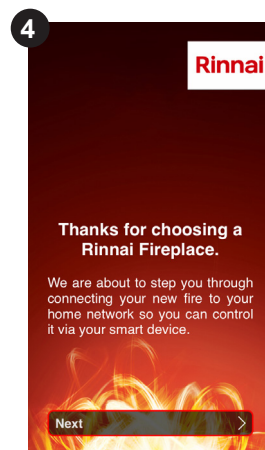 4
Rinnai
Thanks for choosing a
Rinnai Fireplace.
We are about to step you through
connecting your new fire to your
home network so you can control
it via your smart device.
Next